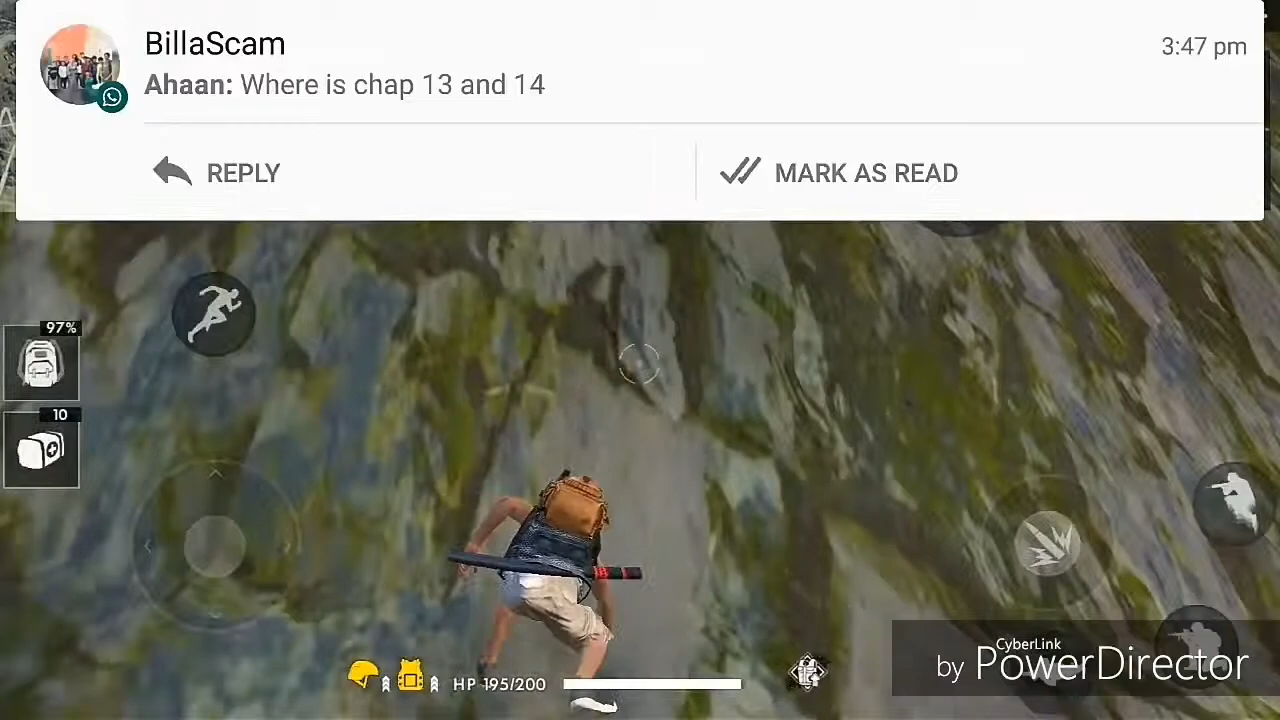 BillaScam
3:47 pm
Ahaan: Where is chap 13 and 14
REPLY
MARK AS READ
97%
10
HP 195/200
CyberLink
by PowerDirector